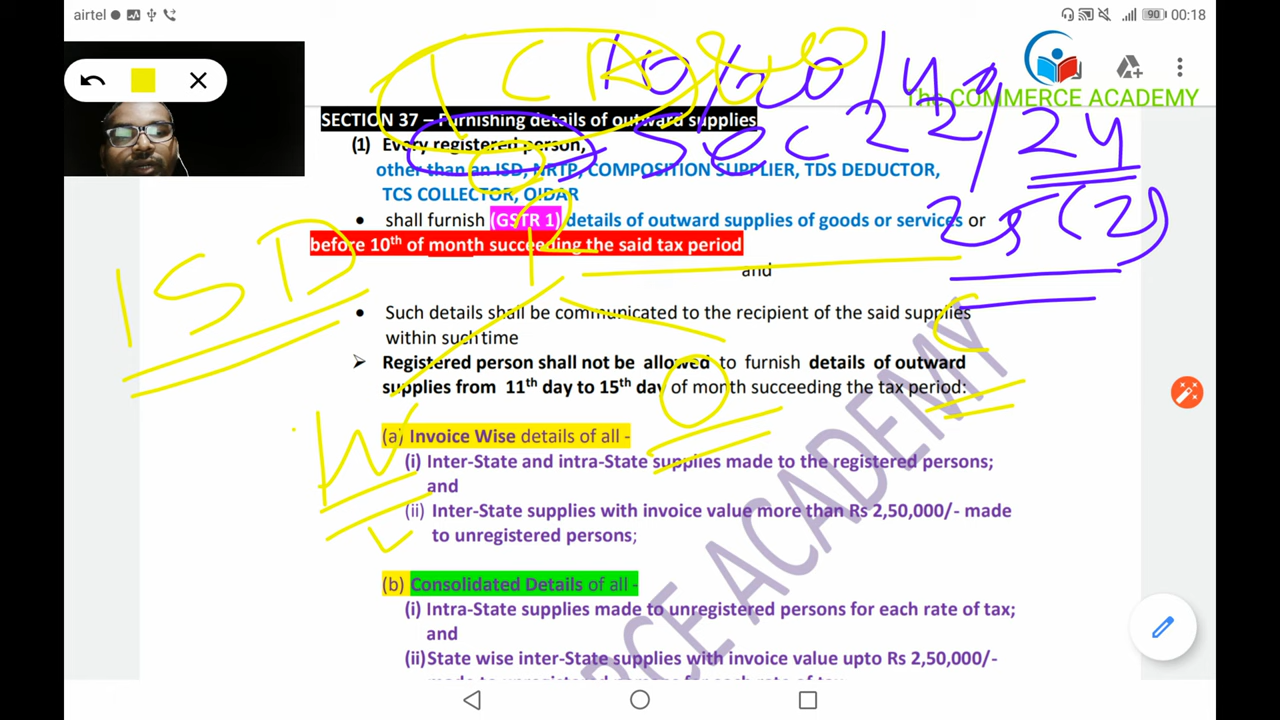 airtel
90 00:18
The COMMERCE ACADEMY
SECTION 37 – Furnishing details of outward supplies
(1) Every registered person,
other than an ISD, NRTP, COMPOSITION SUPPLIER, TDS DEDUCTOR,
TCS COLLECTOR, OIDAR
• shall furnish (GSTR 1) details of outward supplies of goods or services or
before 10th of month succeeding the said tax period
and
• Such details shall be communicated to the recipient of the said supplies
within such time
➢ Registered person shall not be allowed to furnish details of outward
supplies from 11th day to 15th day of month succeeding the tax period:
(a) Invoice Wise details of all -
(i) Inter-State and intra-State supplies made to the registered persons;
and
(ii) Inter-State supplies with invoice value more than Rs 2,50,000/- made
to unregistered persons;
(b) Consolidated Details of all -
(i) Intra-State supplies made to unregistered persons for each rate of tax;
and
(ii) State wise inter-State supplies with invoice value upto Rs 2,50,000/-
Sec 22/24
25(2)
ISD
COMMERCE ACADEMY